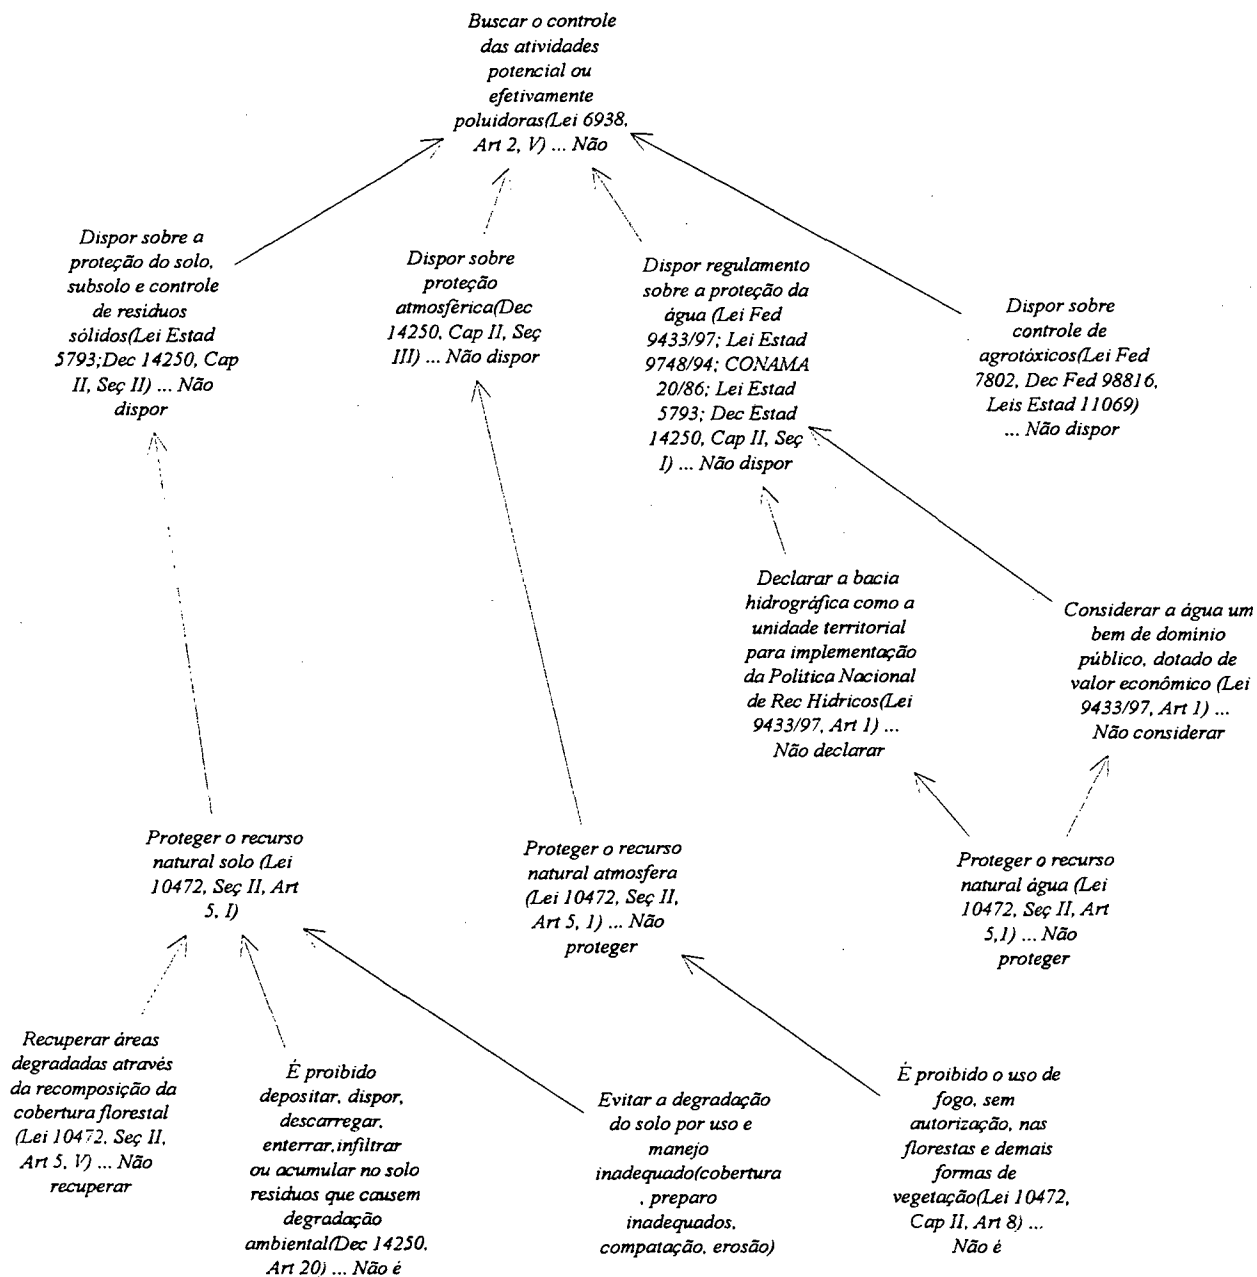 Buscar o controle
das atividades
potencial ou
efetivamente
poluidoras(Lei 6938,
Art 2, V) ... Não
Dispor sobre a
proteção do solo,
subsolo e controle
de residuos
sólidos(Lei Estad
5793;Dec 14250, Cap
II, Seç II) ... Não
dispor
Dispor sobre
proteção
atmosférica(Dec
14250, Cap II, Seç
III) ... Não dispor
Dispor regulamento
sobre a proteção da
água (Lei Fed
9433/97; Lei Estad
9748/94; CONAMA
20/86; Lei Estad
5793; Dec Estad
14250, Cap II, Seç
I) ... Não dispor
Dispor sobre
controle de
agrotóxicos(Lei Fed
7802, Dec Fed 98816,
Leis Estad 11069)
... Não dispor
Declarar a bacia
hidrográfica como a
unidade territorial
para implementação
da Política Nacional
de Rec Hídricos(Lei
9433/97, Art 1) ...
Não declarar
Considerar a água um
bem de domínio
público, dotado de
valor econômico (Lei
9433/97, Art 1) ...
Não considerar
Proteger o recurso
natural solo (Lei
10472, Seç II, Art
5, I)
Proteger o recurso
natural atmosfera
(Lei 10472, Seç II,
Art 5, 1) ... Não
proteger
Proteger o recurso
natural água (Lei
10472, Seç II, Art
5,1) ... Não
proteger
Recuperar áreas
degradadas através
da recomposição da
cobertura florestal
(Lei 10472, Seç II,
Art 5, V) ... Não
recuperar
É proibido
depositar, dispor,
descarregar,
enterrar,infiltrar
ou acumular no solo
residuos que causem
degradação
ambiental(Dec 14250,
Art 20) ... Não é
Evitar a degradação
do solo por uso e
manejo
inadequado(cobertura
, preparo
inadequados,
compatação, erosão)
É proibido o uso de
fogo, sem
autorização, nas
florestas e demais
formas de
vegetação(Lei 10472,
Cap II, Art 8) ...
Não é